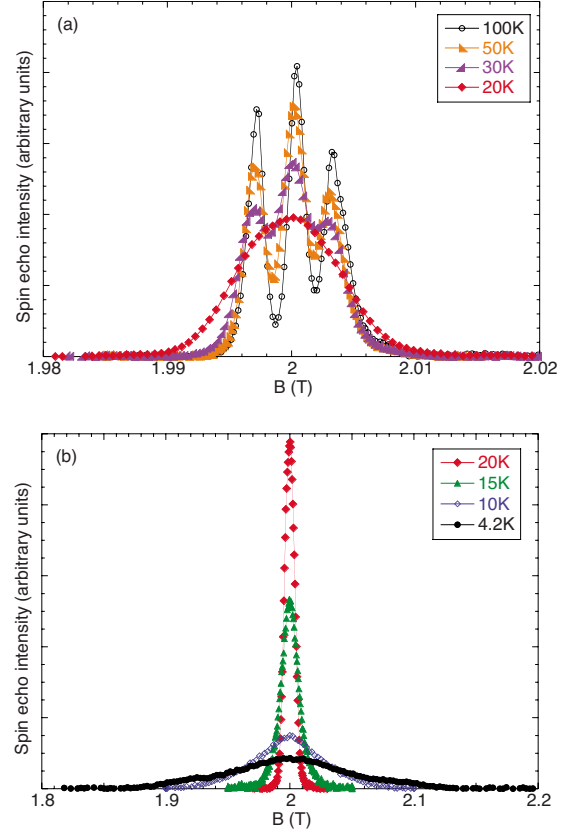 (a)
100K
50K
30K
20K
Spin echo intensity (arbitrary units)
1.98 1.99 2 2.01 2.02
B (T)
(b)
20K
15K
10K
4.2K
Spin echo intensity (arbitrary units)
1.8 1.9 2 2.1 2.2
B (T)